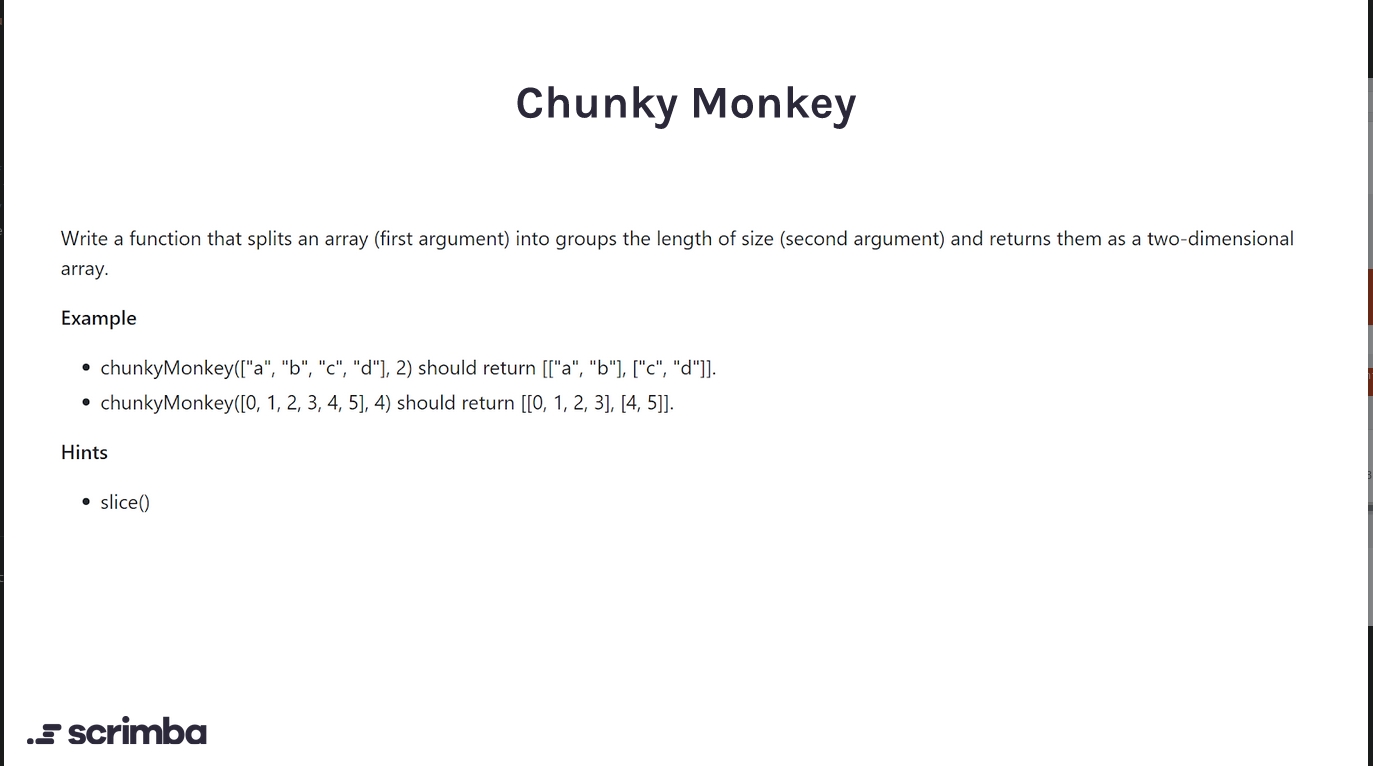 Chunky Monkey
Write a function that splits an array (first argument) into groups the length of size (second argument) and returns them as a two-dimensional
array.
Example
• chunkyMonkey(["a", "b", "c", "d"], 2) should return [["a", "b"], ["c", "d"]].
• chunkyMonkey([0, 1, 2, 3, 4, 5], 4) should return [[0, 1, 2, 3], [4, 5]].
Hints
• slice()
scrimba